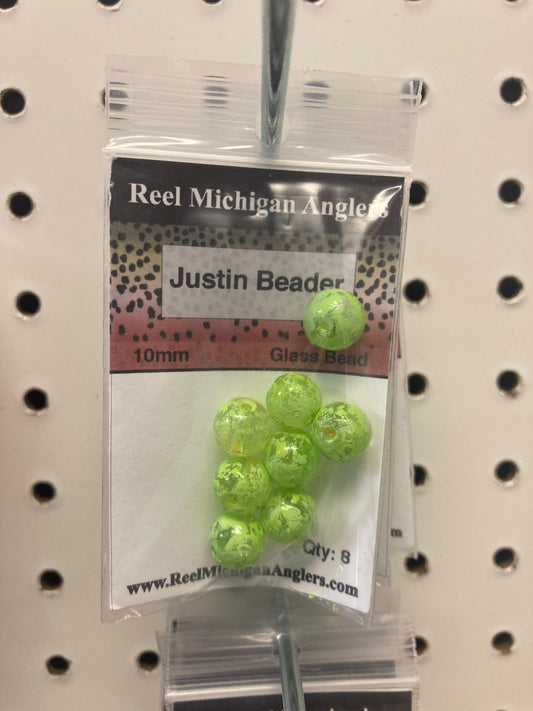 Reel Michigan Anglers
Justin Beader
10mm Glass Bead
Qty: 8
www.ReelMichiganAnglers.com